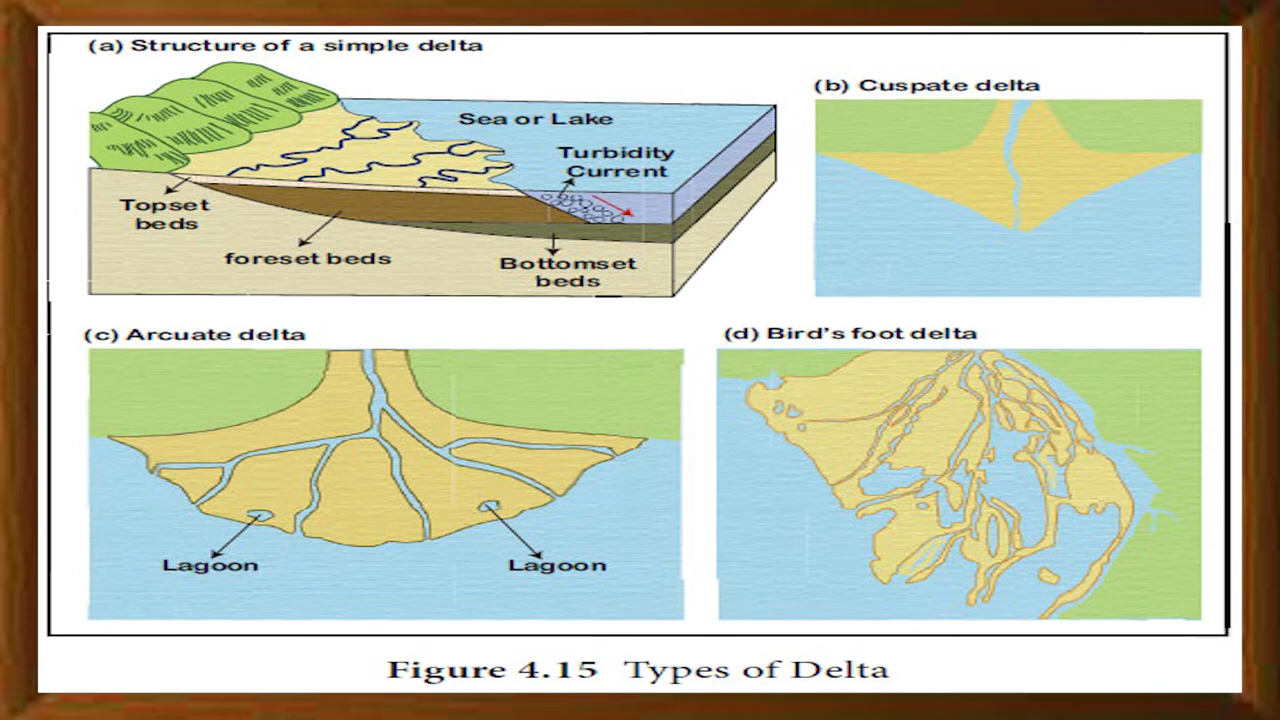 (a) Structure of a simple delta
Sea or Lake
Turbidity
Current
Topset
beds
foreset beds
Bottomset
beds
(b) Cuspate delta
(c) Arcuate delta
Lagoon
Lagoon
(d) Bird's foot delta
Figure 4.15 Types of Delta